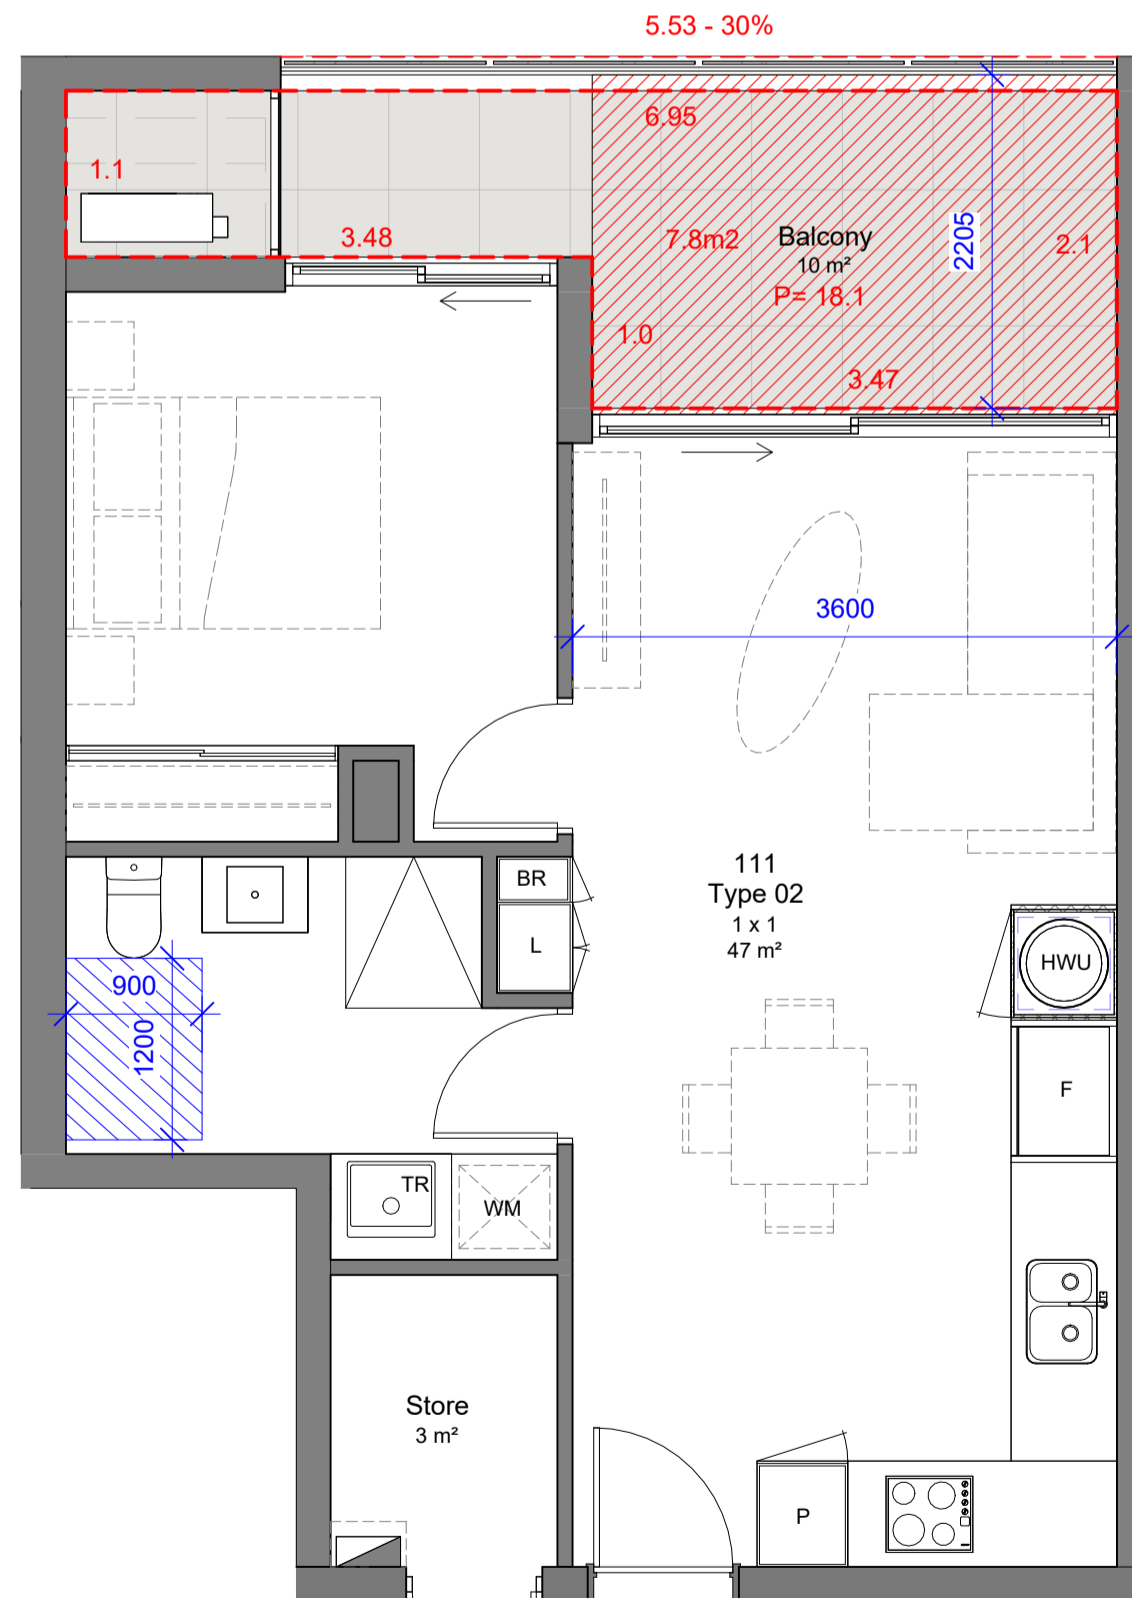 5.53 - 30%
6.95
1.1
3.48
7.8m2
Balcony
10 m²
P= 18.1
2205
2.1
1.0
3.47
3600
111
Type 02
1 x 1
47 m²
BR
L
HWU
900
1200
F
TR
WM
Store
3 m²
P